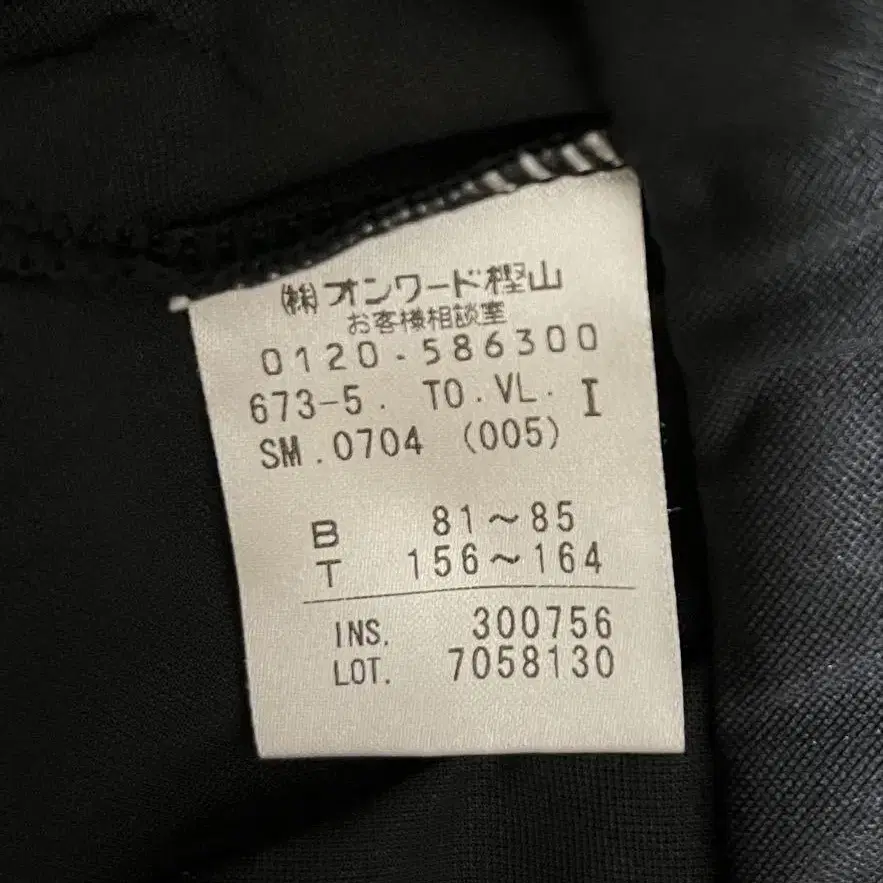 ㈱オンワード樫山
お客様相談室
0120-586300
673-5. TO.VL. I
SM.0704 (005)
B 81～85
T 156～164
INS. 300756
LOT. 7058130